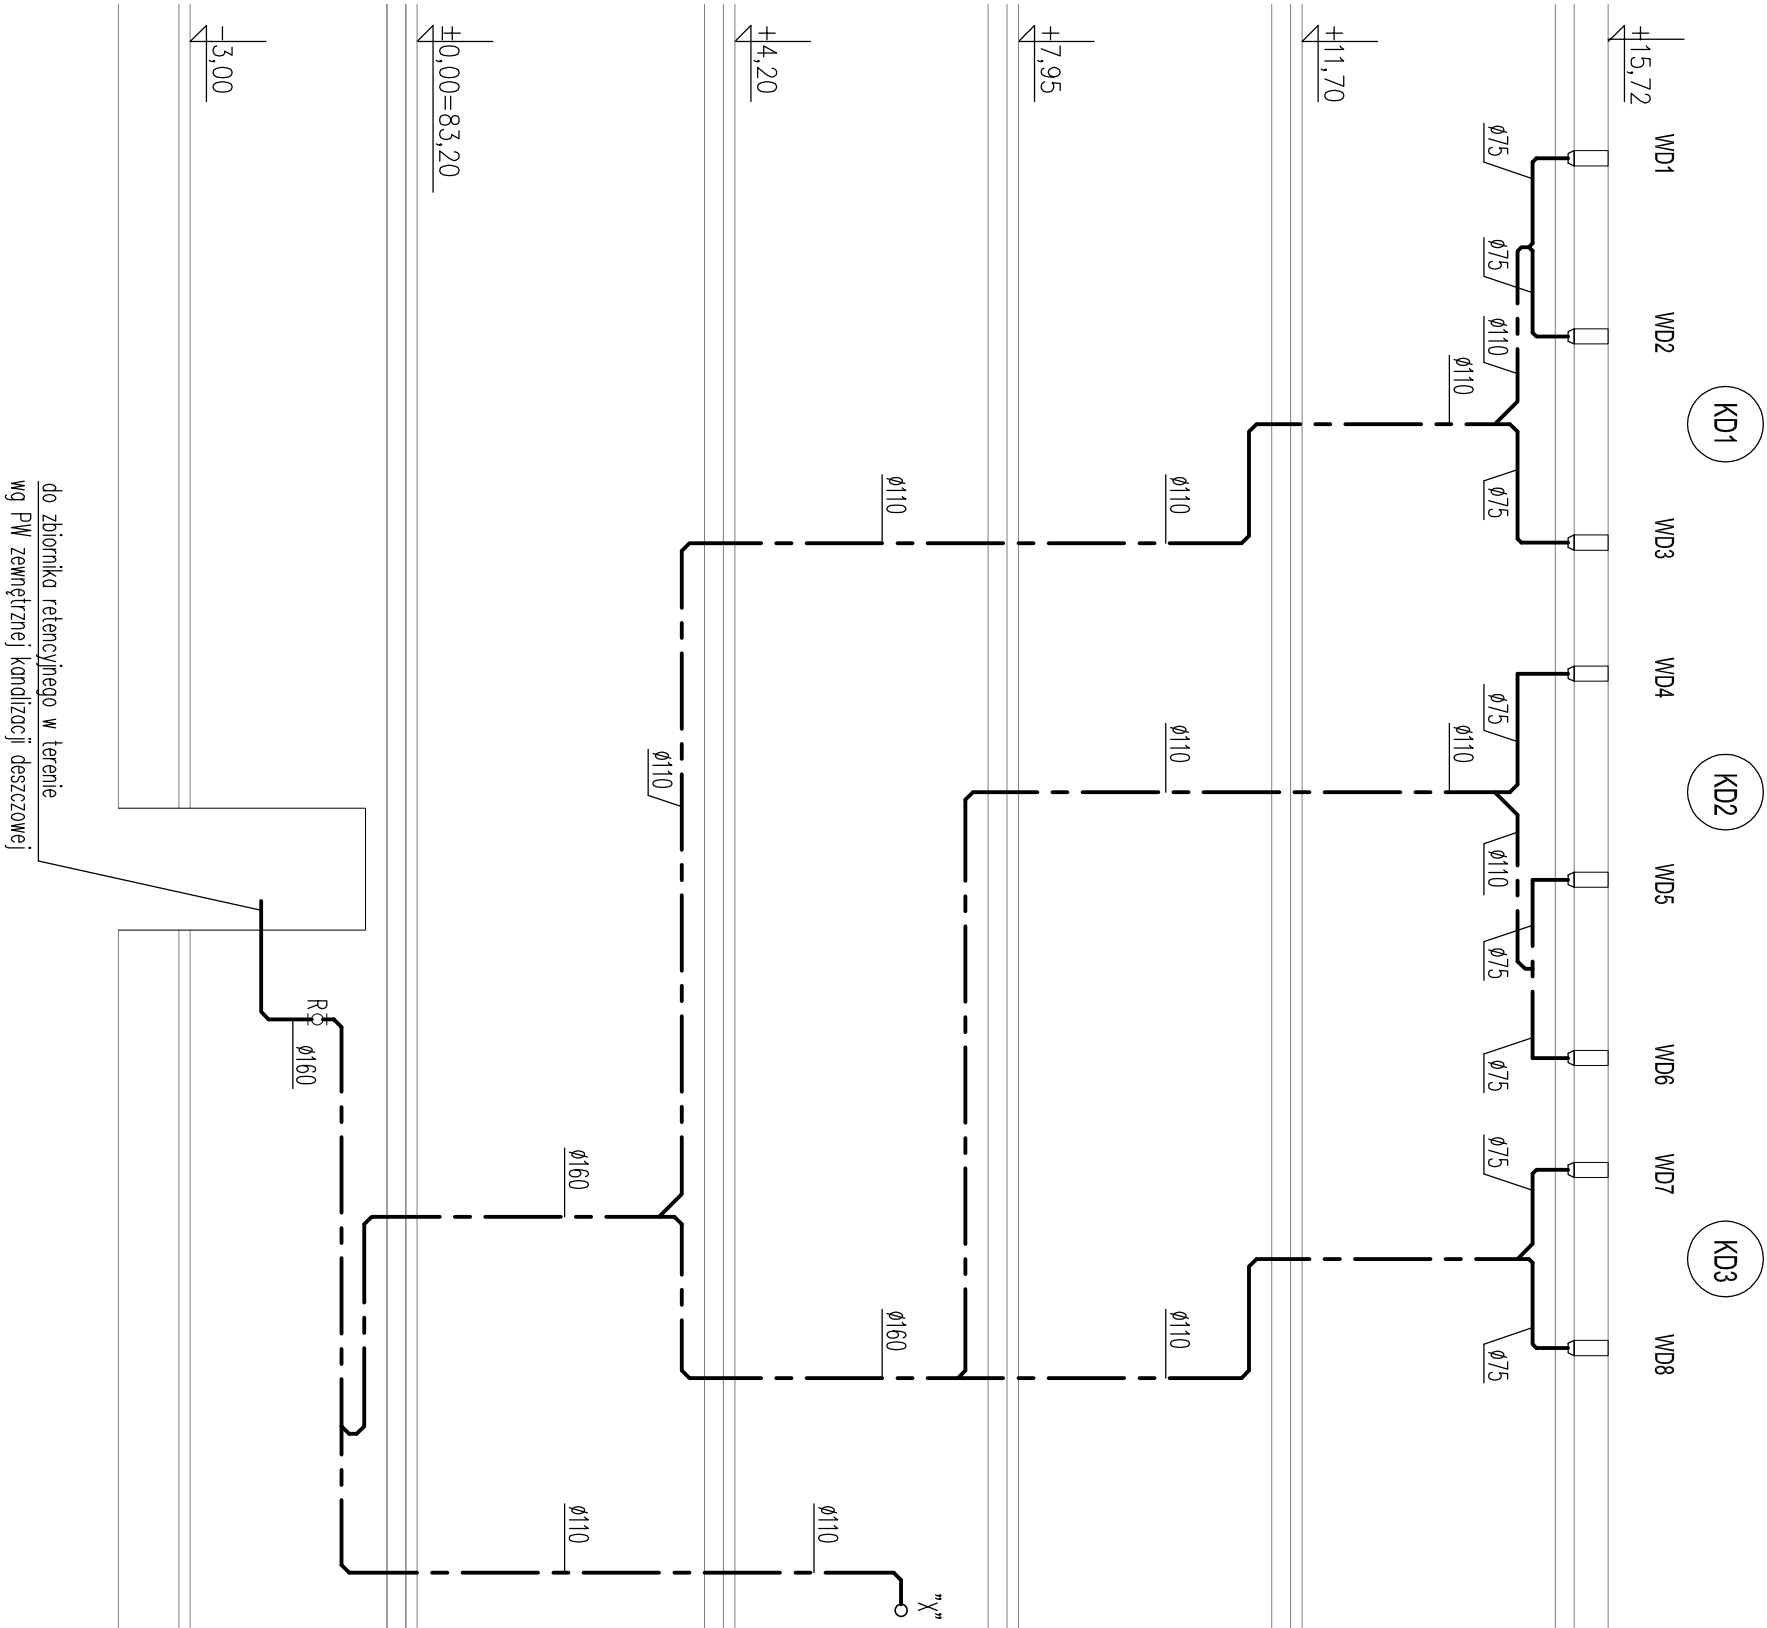 WD1
WD2
KD1
WD3
WD4
KD2
WD5
WD6
WD7
KD3
WD8
+15,72
ø75
ø75
ø110
ø110
ø75
ø75
ø110
ø110
ø75
ø75
ø75
ø75
+11,70
ø110
ø110
ø110
+7,95
ø110
ø160
"X"
+4,20
ø110
ø110
ø160
ø110
±0,00=83,20
R
ø160
-3,00
do zbiornika retencyjnego w terenie
wg PW zewnętrznej kanalizacji deszczowej